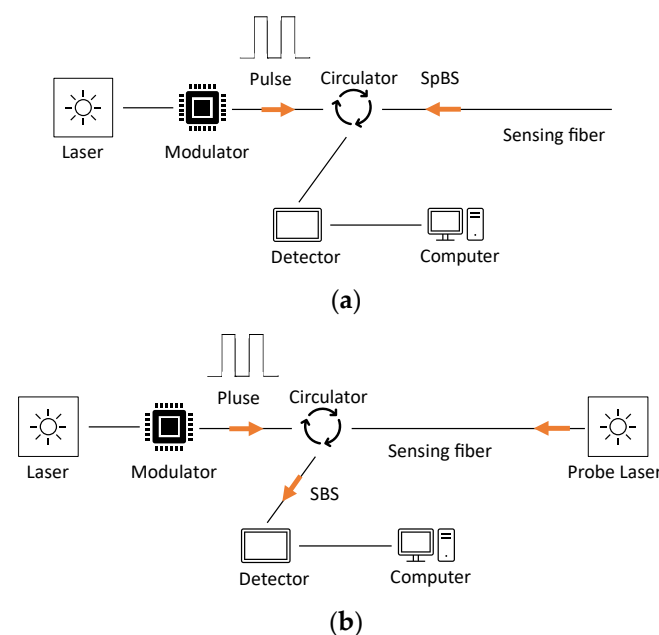 Pulse Circulator SpBS
Laser Modulator Sensing fiber
Detector Computer
(a)
Pluse Circulator
Laser Modulator Sensing fiber Probe Laser
SBS
Detector Computer
(b)